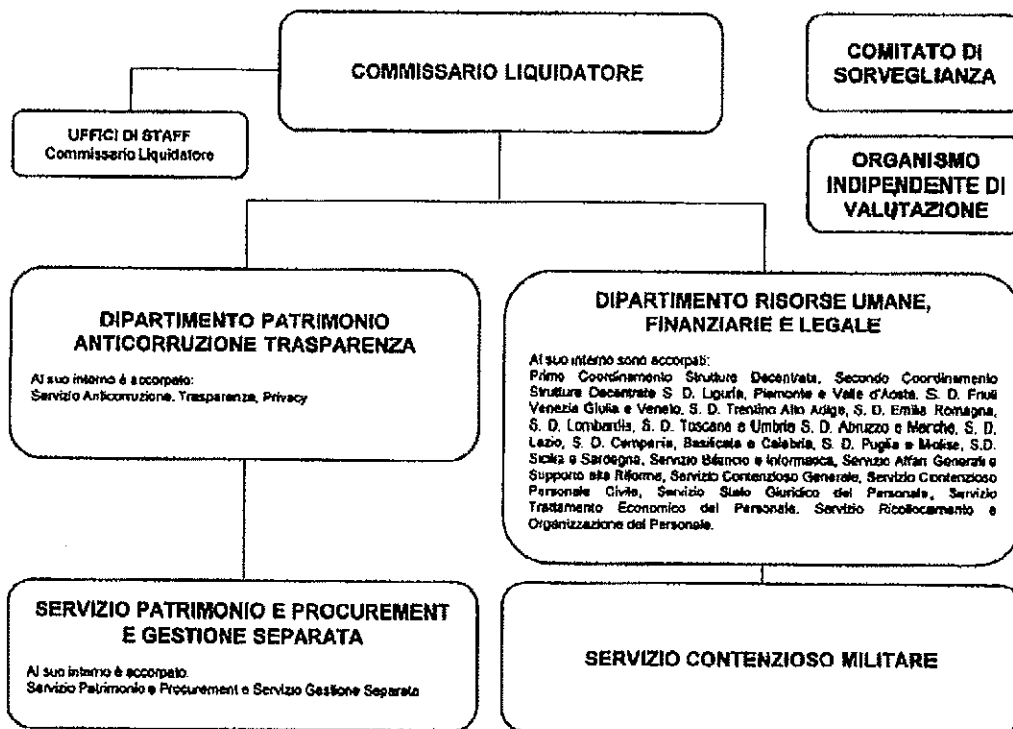 COMMISSARIO LIQUIDATORE
COMITATO DI
SORVEGLIANZA
UFFICI DI STAFF
Commissario Liquidatore
ORGANISMO
INDIPENDENTE DI
VALUTAZIONE
DIPARTIMENTO PATRIMONIO
ANTICORRUZIONE TRASPARENZA
Al suo interno è accorpato:
Servizio Anticorruzione, Trasparenza, Privacy
DIPARTIMENTO RISORSE UMANE,
FINANZIARIE E LEGALE
Al suo interno sono accorpati:
Primo Coordinamento Strutture Decentrate, Secondo Coordinamento
Strutture Decentrate S. D. Liguria, Piemonte e Valle d'Aosta, S. D. Friuli
Venezia Giulia e Veneto, S. D. Trentino Alto Adige, S. D. Emilia Romagna,
S. D. Lombardia, S. D. Toscana e Umbria S. D. Abruzzo e Marche, S. D.
Lazio, S. D. Campania, Basilicata e Calabria, S. D. Puglia e Molise, S.D.
Sicilia e Sardegna, Servizio Bilancio e Informatica, Servizio Affari Generali e
Supporto alla Riforma, Servizio Contenzioso Generale, Servizio Contenzioso
Personale Civile, Servizio Stato Giuridico del Personale, Servizio
Trattamento Economico del Personale, Servizio Ricollocamento e
Organizzazione del Personale.
SERVIZIO PATRIMONIO E PROCUREMENT
E GESTIONE SEPARATA
Al suo interno è accorpato.
Servizio Patrimonio e Procurement e Servizio Gestione Separata
SERVIZIO CONTENZIOSO MILITARE